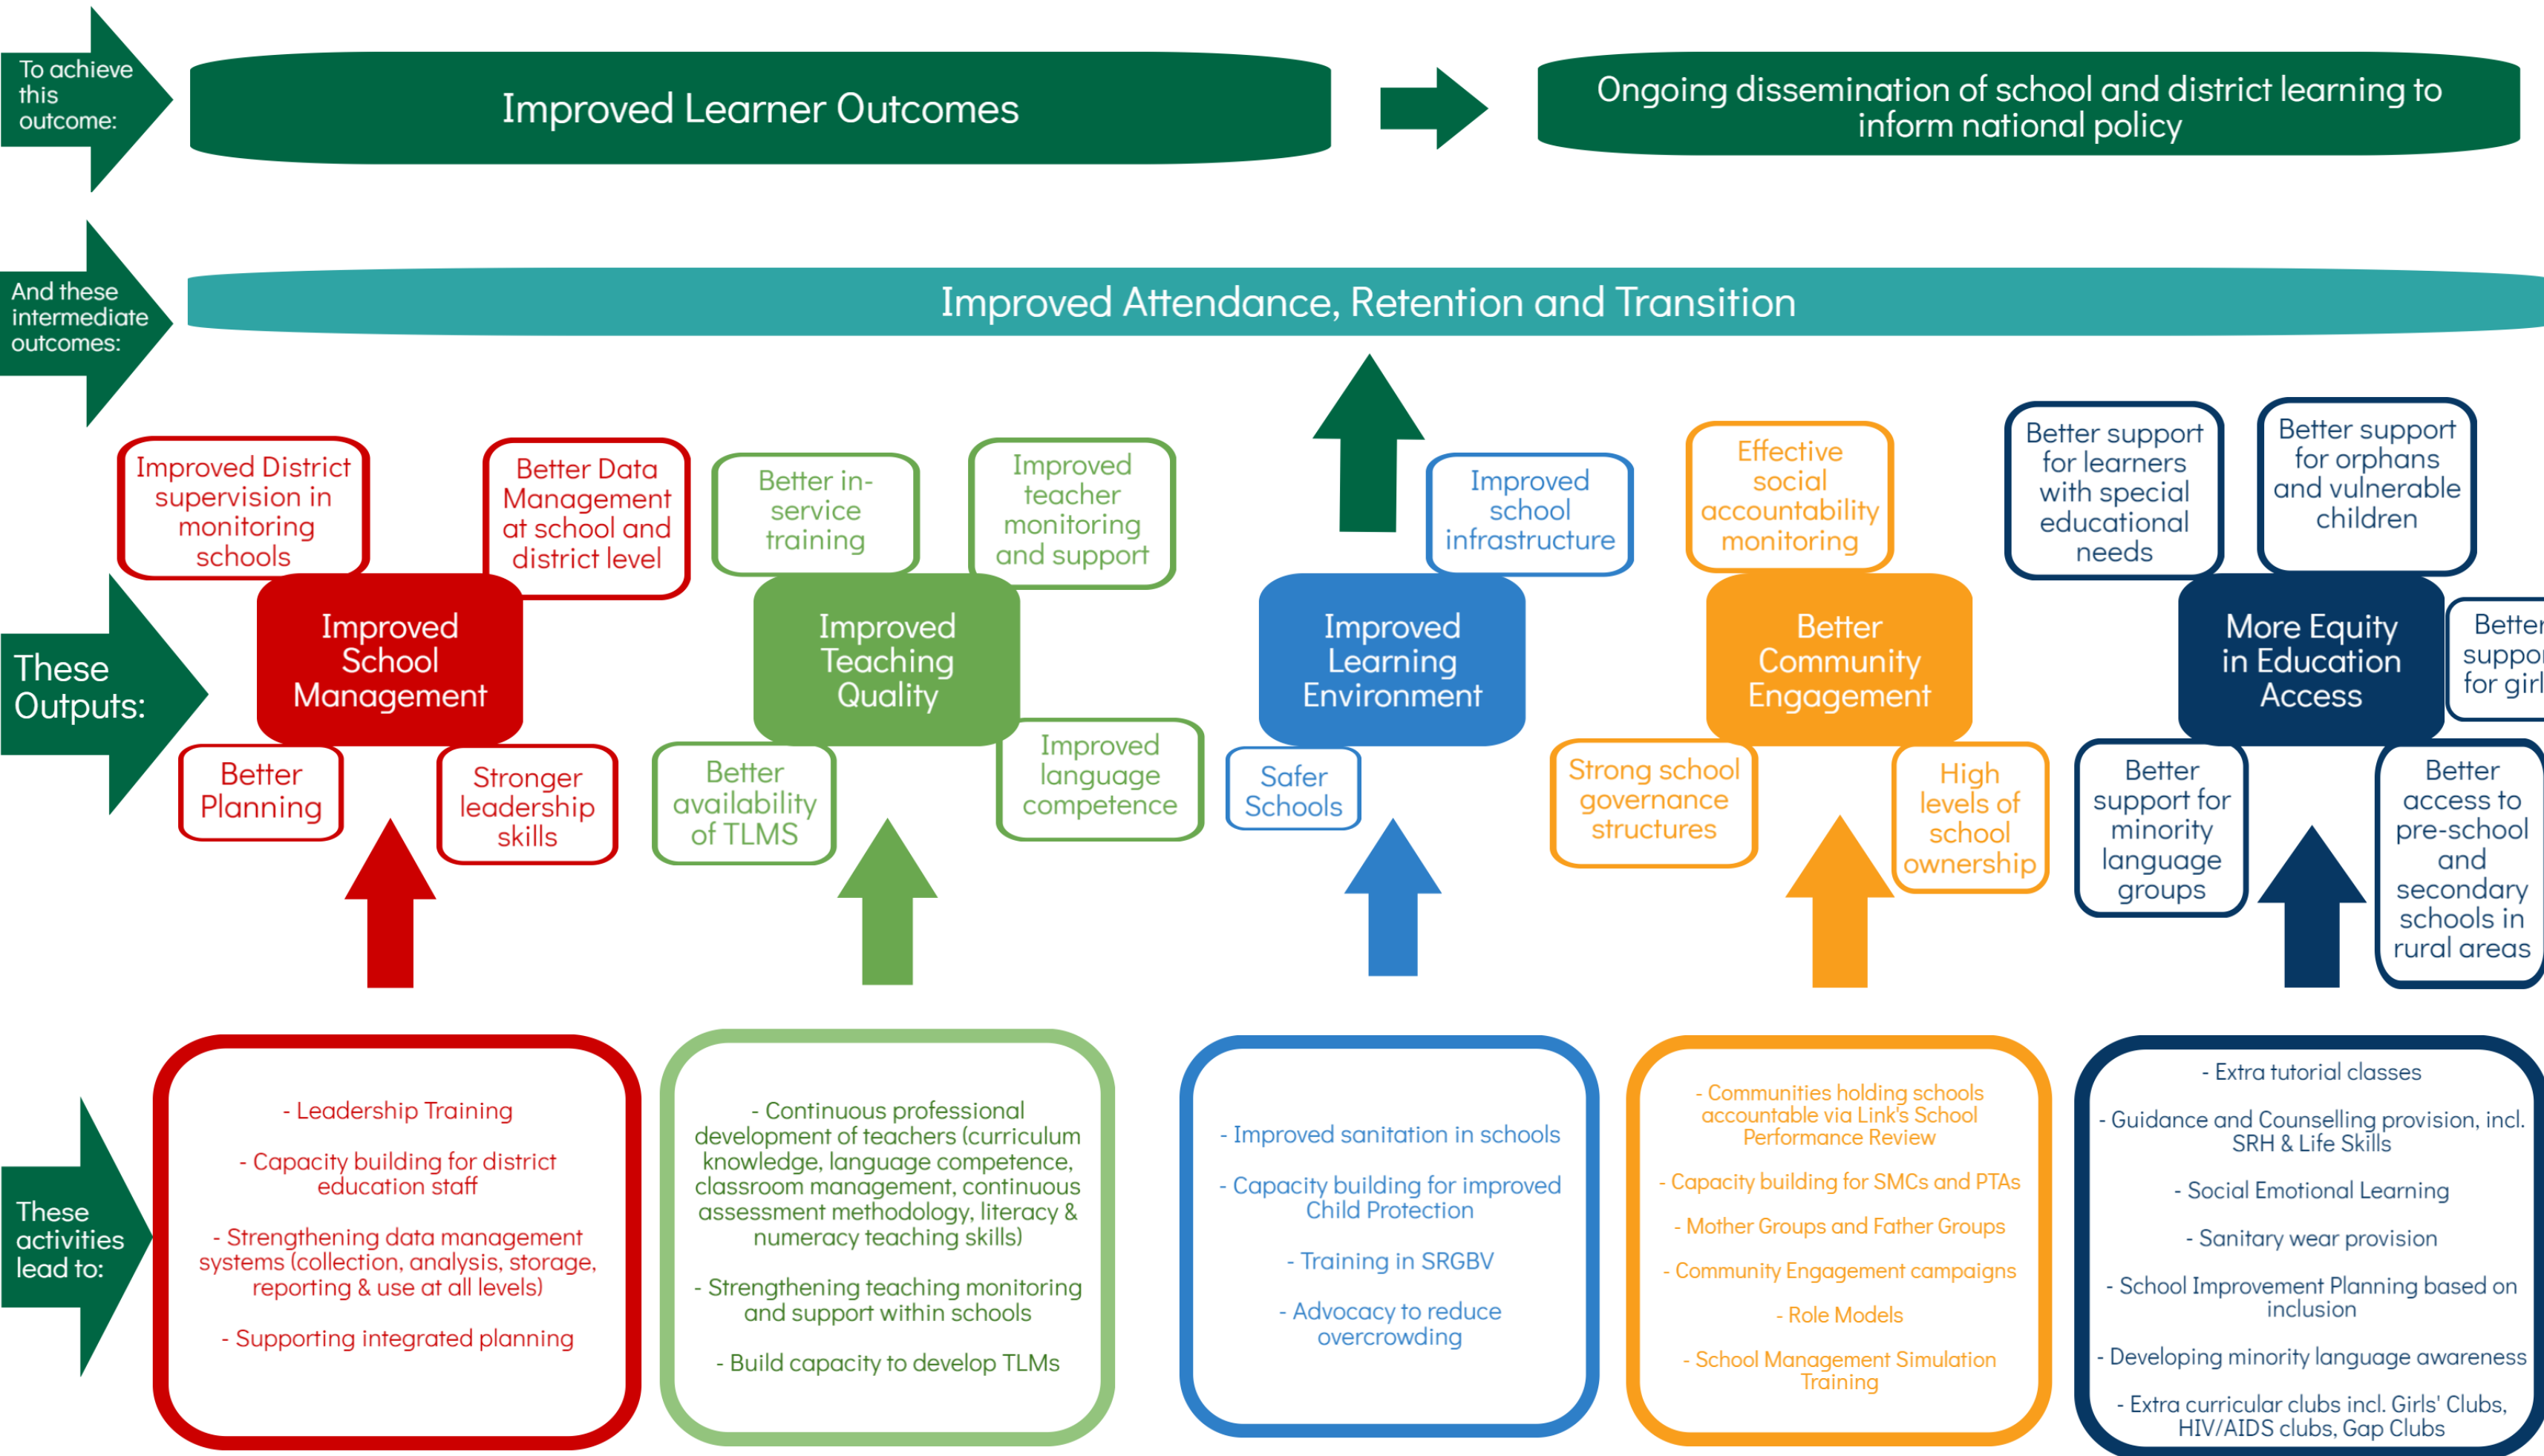 To achieve
this
outcome:
Improved Learner Outcomes
Ongoing dissemination of school and district learning to
inform national policy
And these
intermediate
outcomes:
Improved Attendance, Retention and Transition
These
Outputs:
Improved District
supervision in
monitoring
schools
Better Data
Management
at school and
district level
Improved
School
Management
Better
Planning
Stronger
leadership
skills
Better in-
service
training
Improved
teacher
monitoring
and support
Improved
Teaching
Quality
Better
availability
of TLMS
Improved
language
competence
Improved
school
infrastructure
Improved
Learning
Environment
Safer
Schools
Effective
social
accountability
monitoring
Better
Community
Engagement
Strong school
governance
structures
High
levels of
school
ownership
Better support
for learners
with special
educational
needs
Better support
for orphans
and vulnerable
children
More Equity
in Education
Access
Better
suppor
for girl
Better
support for
minority
language
groups
Better
access to
pre-school
and
secondary
schools in
rural areas
These
activities
lead to:
- Leadership Training
- Capacity building for district
education staff
- Strengthening data management
systems (collection, analysis, storage,
reporting & use at all levels)
- Supporting integrated planning
- Continuous professional
development of teachers (curriculum
knowledge, language competence,
classroom management, continuous
assessment methodology, literacy &
numeracy teaching skills)
- Strengthening teaching monitoring
and support within schools
- Build capacity to develop TLMs
- Improved sanitation in schools
- Capacity building for improved
Child Protection
- Training in SRGBV
- Advocacy to reduce
overcrowding
- Communities holding schools
accountable via Link's School
Performance Review
- Capacity building for SMCs and PTAs
- Mother Groups and Father Groups
- Community Engagement campaigns
- Role Models
- School Management Simulation
Training
- Extra tutorial classes
- Guidance and Counselling provision, incl.
SRH & Life Skills
- Social Emotional Learning
- Sanitary wear provision
- School Improvement Planning based on
inclusion
- Developing minority language awareness
- Extra curricular clubs incl. Girls' Clubs,
HIV/AIDS clubs, Gap Clubs